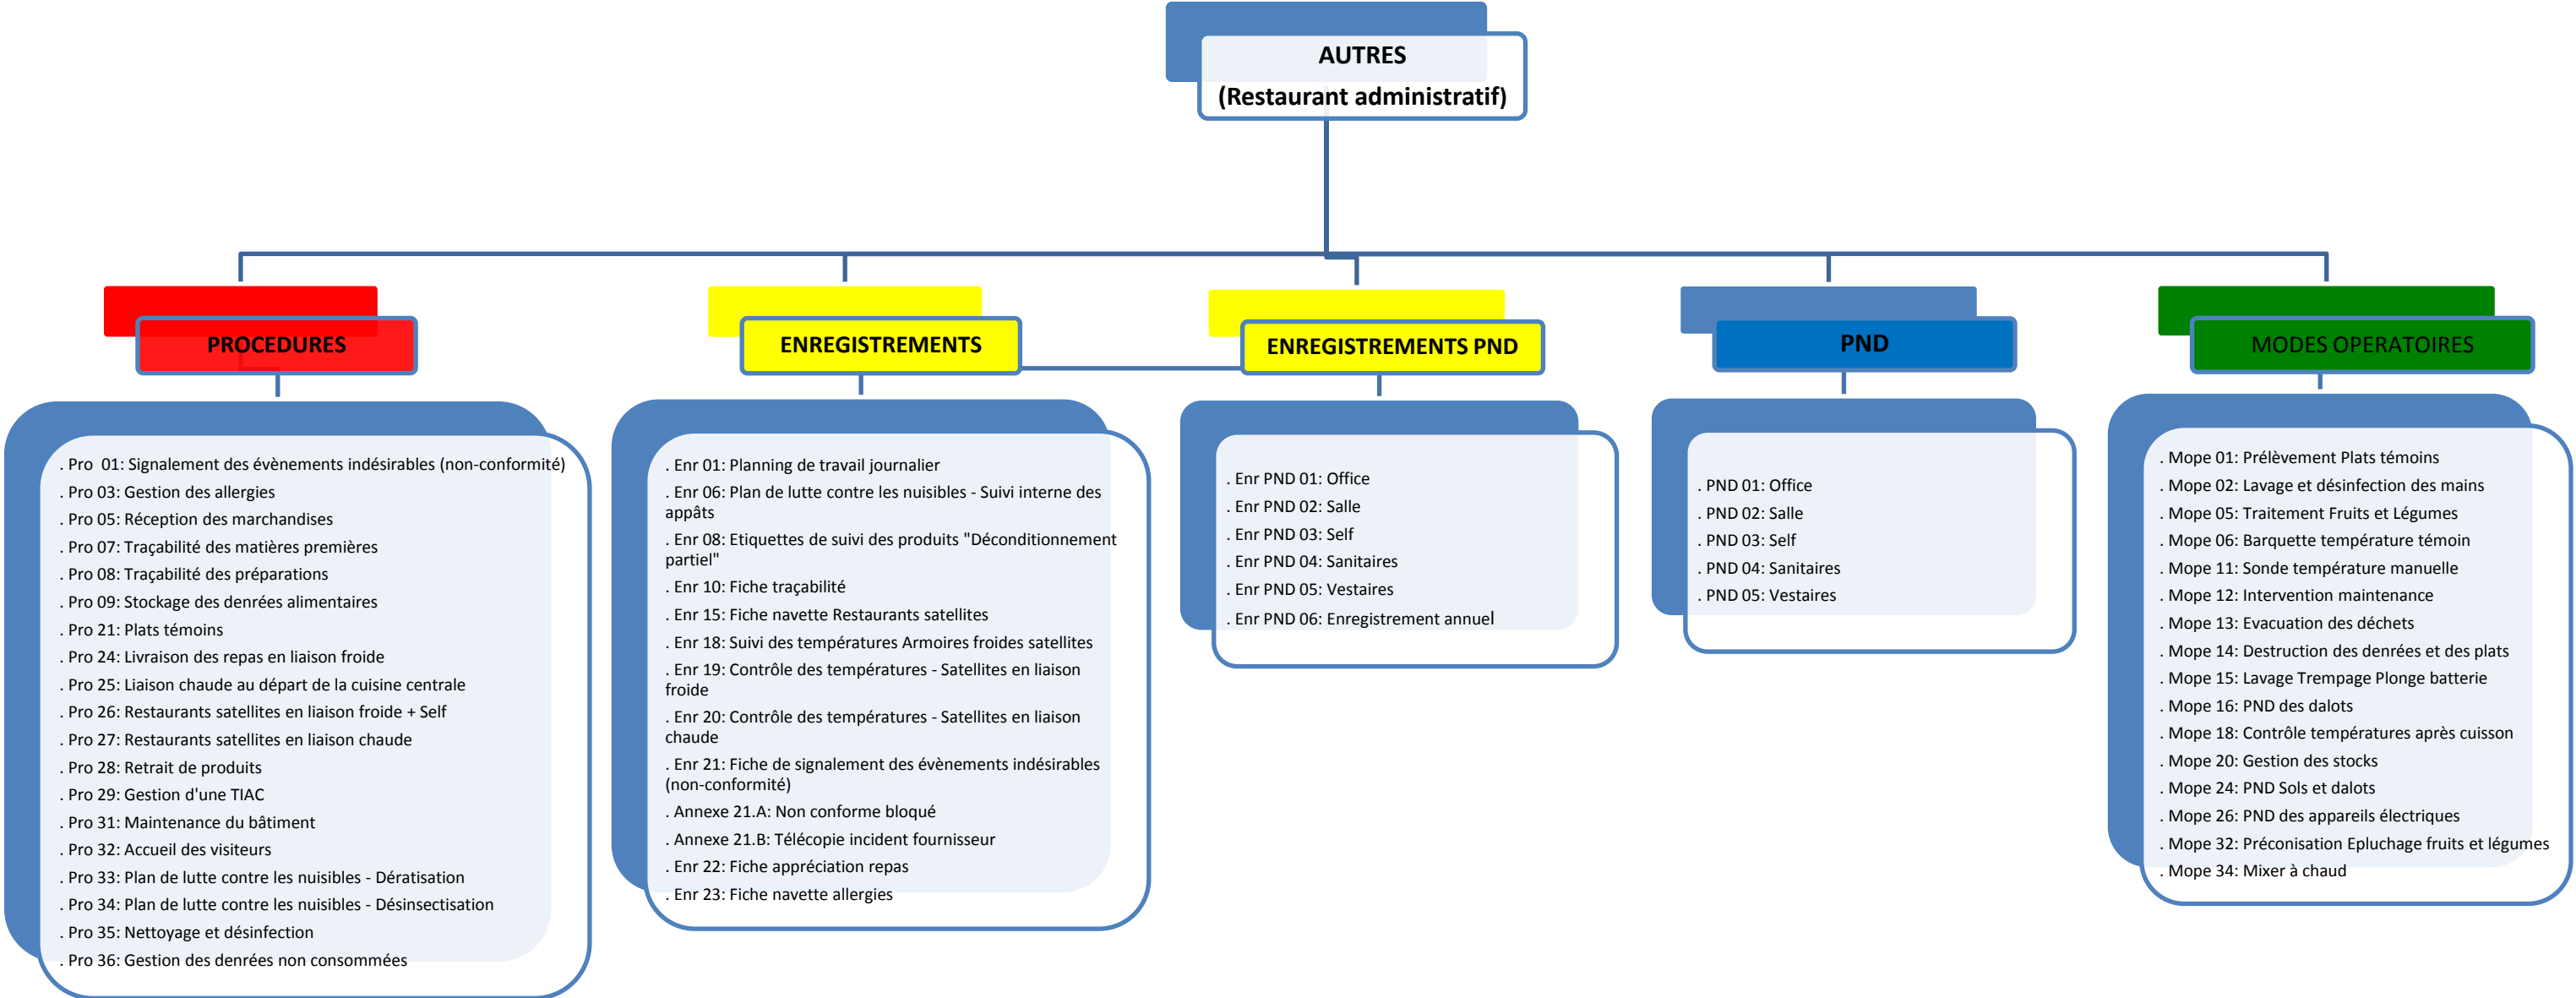 AUTRES
(Restaurant administratif)
PROCEDURES
. Pro  01: Signalement des évènements indésirables (non-conformité)
. Pro 03: Gestion des allergies
. Pro 05: Réception des marchandises
. Pro 07: Traçabilité des matières premières
. Pro 08: Traçabilité des préparations
. Pro 09: Stockage des denrées alimentaires
. Pro 21: Plats témoins
. Pro 24: Livraison des repas en liaison froide
. Pro 25: Liaison chaude au départ de la cuisine centrale
. Pro 26: Restaurants satellites en liaison froide + Self
. Pro 27: Restaurants satellites en liaison chaude
. Pro 28: Retrait de produits
. Pro 29: Gestion d'une TIAC
. Pro 31: Maintenance du bâtiment
. Pro 32: Accueil des visiteurs
. Pro 33: Plan de lutte contre les nuisibles - Dératisation
. Pro 34: Plan de lutte contre les nuisibles - Désinsectisation
. Pro 35: Nettoyage et désinfection
. Pro 36: Gestion des denrées non consommées
ENREGISTREMENTS
. Enr 01: Planning de travail journalier
. Enr 06: Plan de lutte contre les nuisibles - Suivi interne des
appâts
. Enr 08: Etiquettes de suivi des produits "Déconditionnement
partiel"
. Enr 10: Fiche traçabilité
. Enr 15: Fiche navette Restaurants satellites
. Enr 18: Suivi des températures Armoires froides satellites
. Enr 19: Contrôle des températures - Satellites en liaison
froide
. Enr 20: Contrôle des températures - Satellites en liaison
chaude
. Enr 21: Fiche de signalement des évènements indésirables
(non-conformité)
. Annexe 21.A: Non conforme bloqué
. Annexe 21.B: Télécopie incident fournisseur
. Enr 22: Fiche appréciation repas
. Enr 23: Fiche navette allergies
ENREGISTREMENTS PND
. Enr PND 01: Office
. Enr PND 02: Salle
. Enr PND 03: Self
. Enr PND 04: Sanitaires
. Enr PND 05: Vestaires
. Enr PND 06: Enregistrement annuel
PND
. PND 01: Office
. PND 02: Salle
. PND 03: Self
. PND 04: Sanitaires
. PND 05: Vestaires
MODES OPERATOIRES
. Mope 01: Prélèvement Plats témoins
. Mope 02: Lavage et désinfection des mains
. Mope 05: Traitement Fruits et Légumes
. Mope 06: Barquette température témoin
. Mope 11: Sonde température manuelle
. Mope 12: Intervention maintenance
. Mope 13: Evacuation des déchets
. Mope 14: Destruction des denrées et des plats
. Mope 15: Lavage Trempage Plonge batterie
. Mope 16: PND des dalots
. Mope 18: Contrôle températures après cuisson
. Mope 20: Gestion des stocks
. Mope 24: PND Sols et dalots
. Mope 26: PND des appareils électriques
. Mope 32: Préconisation Epluchage fruits et légumes
. Mope 34: Mixer à chaud